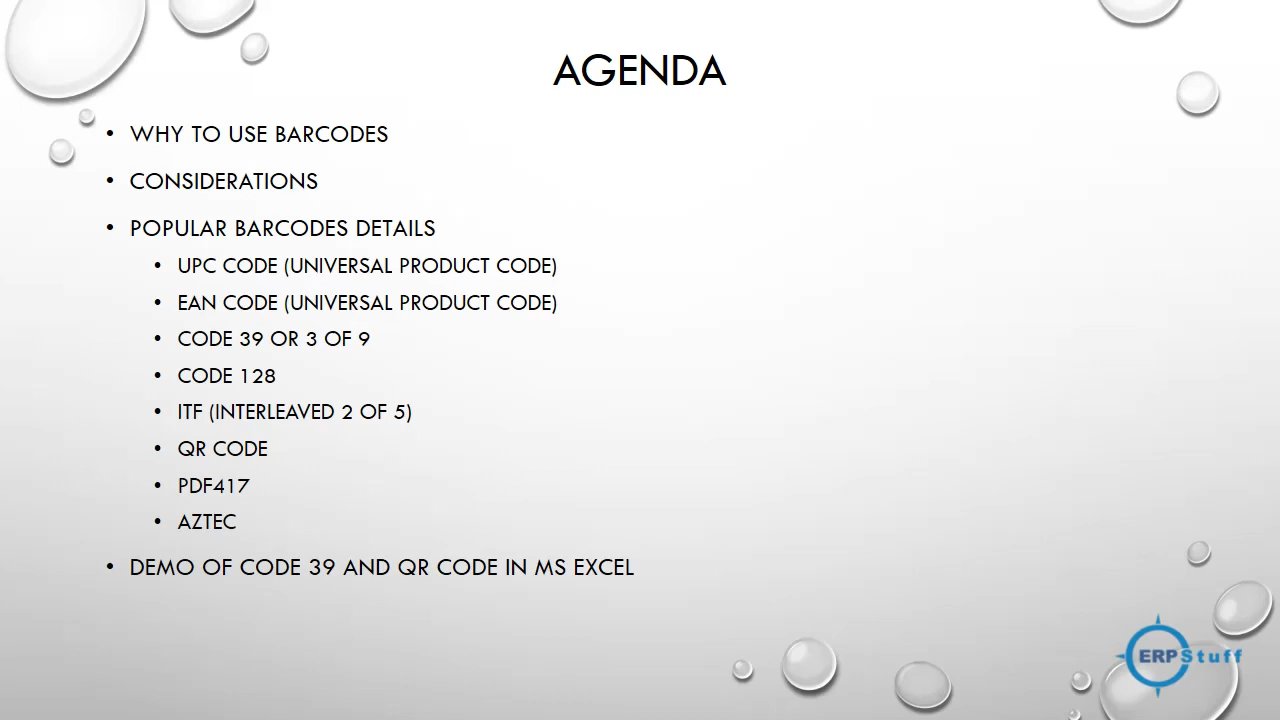 AGENDA
• WHY TO USE BARCODES
• CONSIDERATIONS
• POPULAR BARCODES DETAILS
• UPC CODE (UNIVERSAL PRODUCT CODE)
• EAN CODE (UNIVERSAL PRODUCT CODE)
• CODE 39 OR 3 OF 9
• CODE 128
• ITF (INTERLEAVED 2 OF 5)
• QR CODE
• PDF417
• AZTEC
• DEMO OF CODE 39 AND QR CODE IN MS EXCEL
ERPStuff